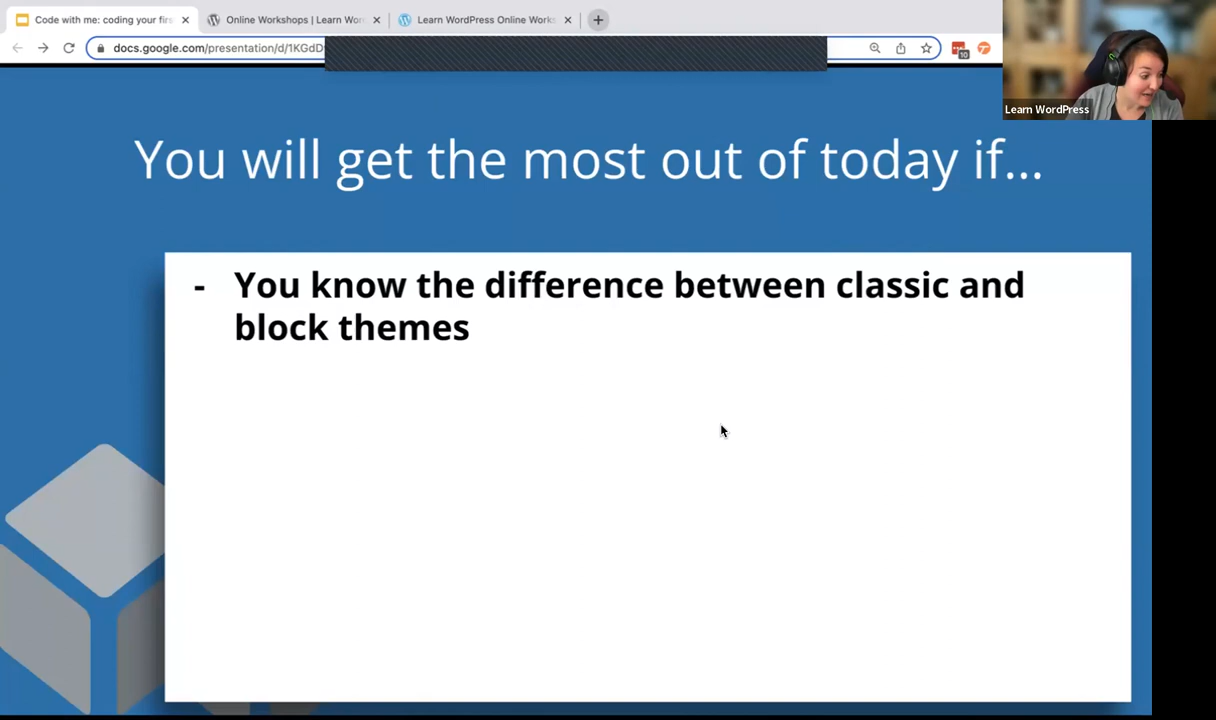 Code with me: coding your firs
Online Workshops | Learn Wor
Learn WordPress Online Works
docs.google.com/presentation/d/1KGdD
10
Learn WordPress
You will get the most out of today if...
- You know the difference between classic and
block themes